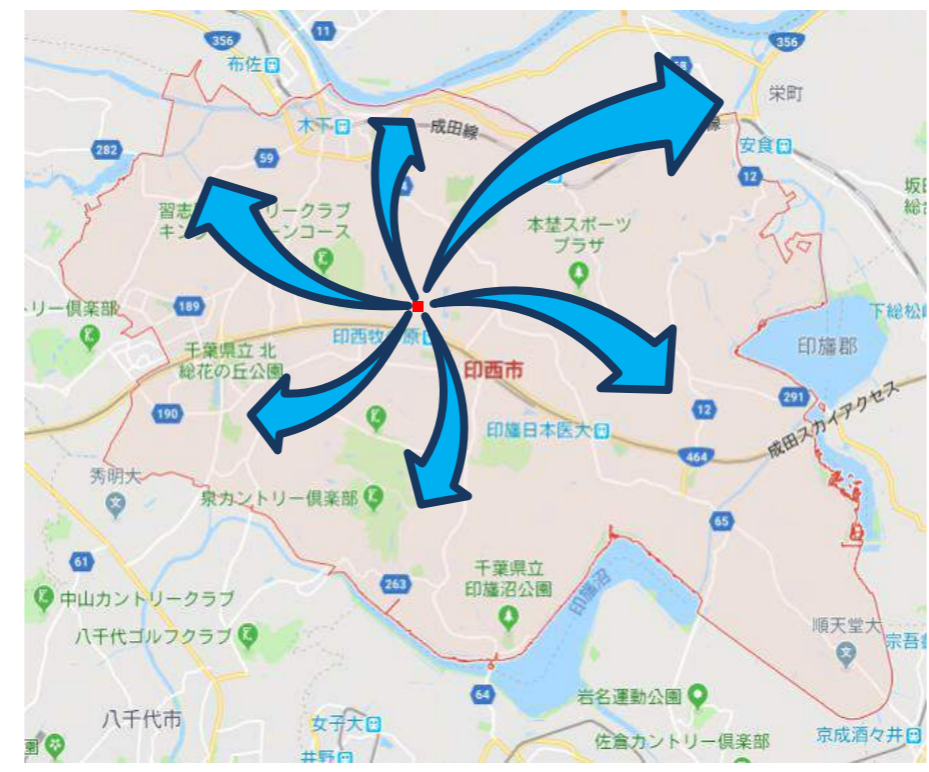 11
356
布佐
356
68
栄町
木下
成田線
線
安食
282
59
12
4
習志
リークラブ
キン
ーンコース
本埜スポーツ
プラザ
リー倶楽部
189
印西牧
原
下総松
印旛郡
千葉県立 北
総花の丘公園
印西市
291
190
12
成田スカイアクセス
印旛日本医大
464
秀明大
泉カントリー倶楽部
65
61
263
千葉県立
印旛沼公園
印旛沼
中山カントリークラブ
八千代ゴルフクラブ
順天堂大
宗吾
64
岩名運動公園
八千代市
女子大
佐倉カントリー倶楽部
京成酒々井
園
井野